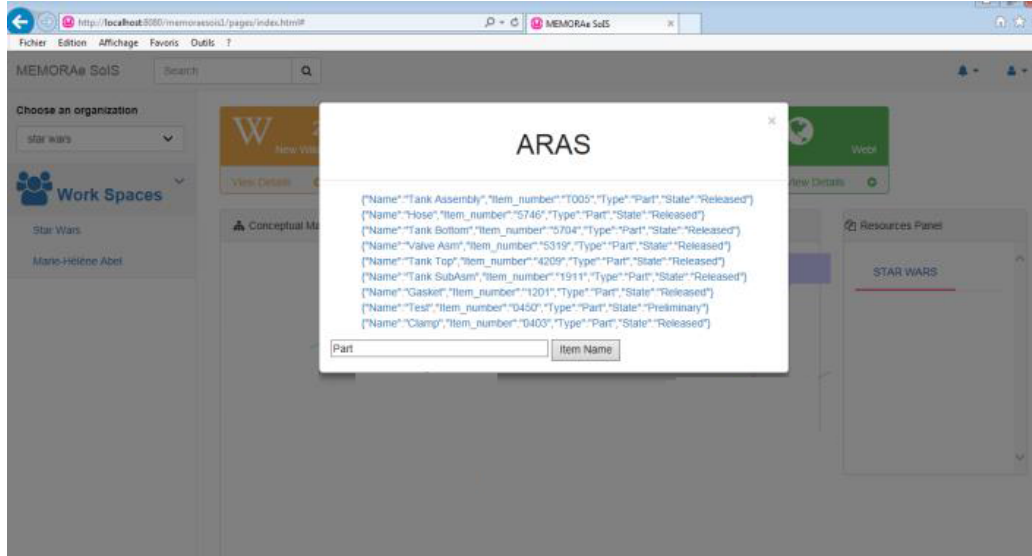 http://localhost:8080/memoraesois1/pages/index.html#
MEMORAe SoIS
Fichier Edition Affichage Favoris Outils ?
MEMORAe SoIS
Search
Choose an organization
star wars
Work Spaces
Star Wars
Marie-Hélène Abel
W
New Wiki
View Details
Web!
View Details
Conceptual Ma
Resources Panel
STAR WARS
×
ARAS
{"Name":"Tank Assembly","Item_number":"T005","Type":"Part","State":"Released"}
{"Name":"Hose","Item_number":"5746","Type":"Part","State":"Released"}
{"Name":"Tank Bottom","Item_number":"5704","Type":"Part","State":"Released"}
{"Name":"Valve Asm","Item_number":"5319","Type":"Part","State":"Released"}
{"Name":"Tank Top","Item_number":"4209","Type":"Part","State":"Released"}
{"Name":"Tank SubAsm","Item_number":"1911","Type":"Part","State":"Released"}
{"Name":"Gasket","Item_number":"1201","Type":"Part","State":"Released"}
{"Name":"Test","Item_number":"0450","Type":"Part","State":"Preliminary"}
{"Name":"Clamp","Item_number":"0403","Type":"Part","State":"Released"}
Part
Item Name